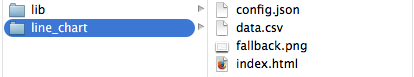 lib
line_chart
config.json
data.csv
fallback.png
index.html